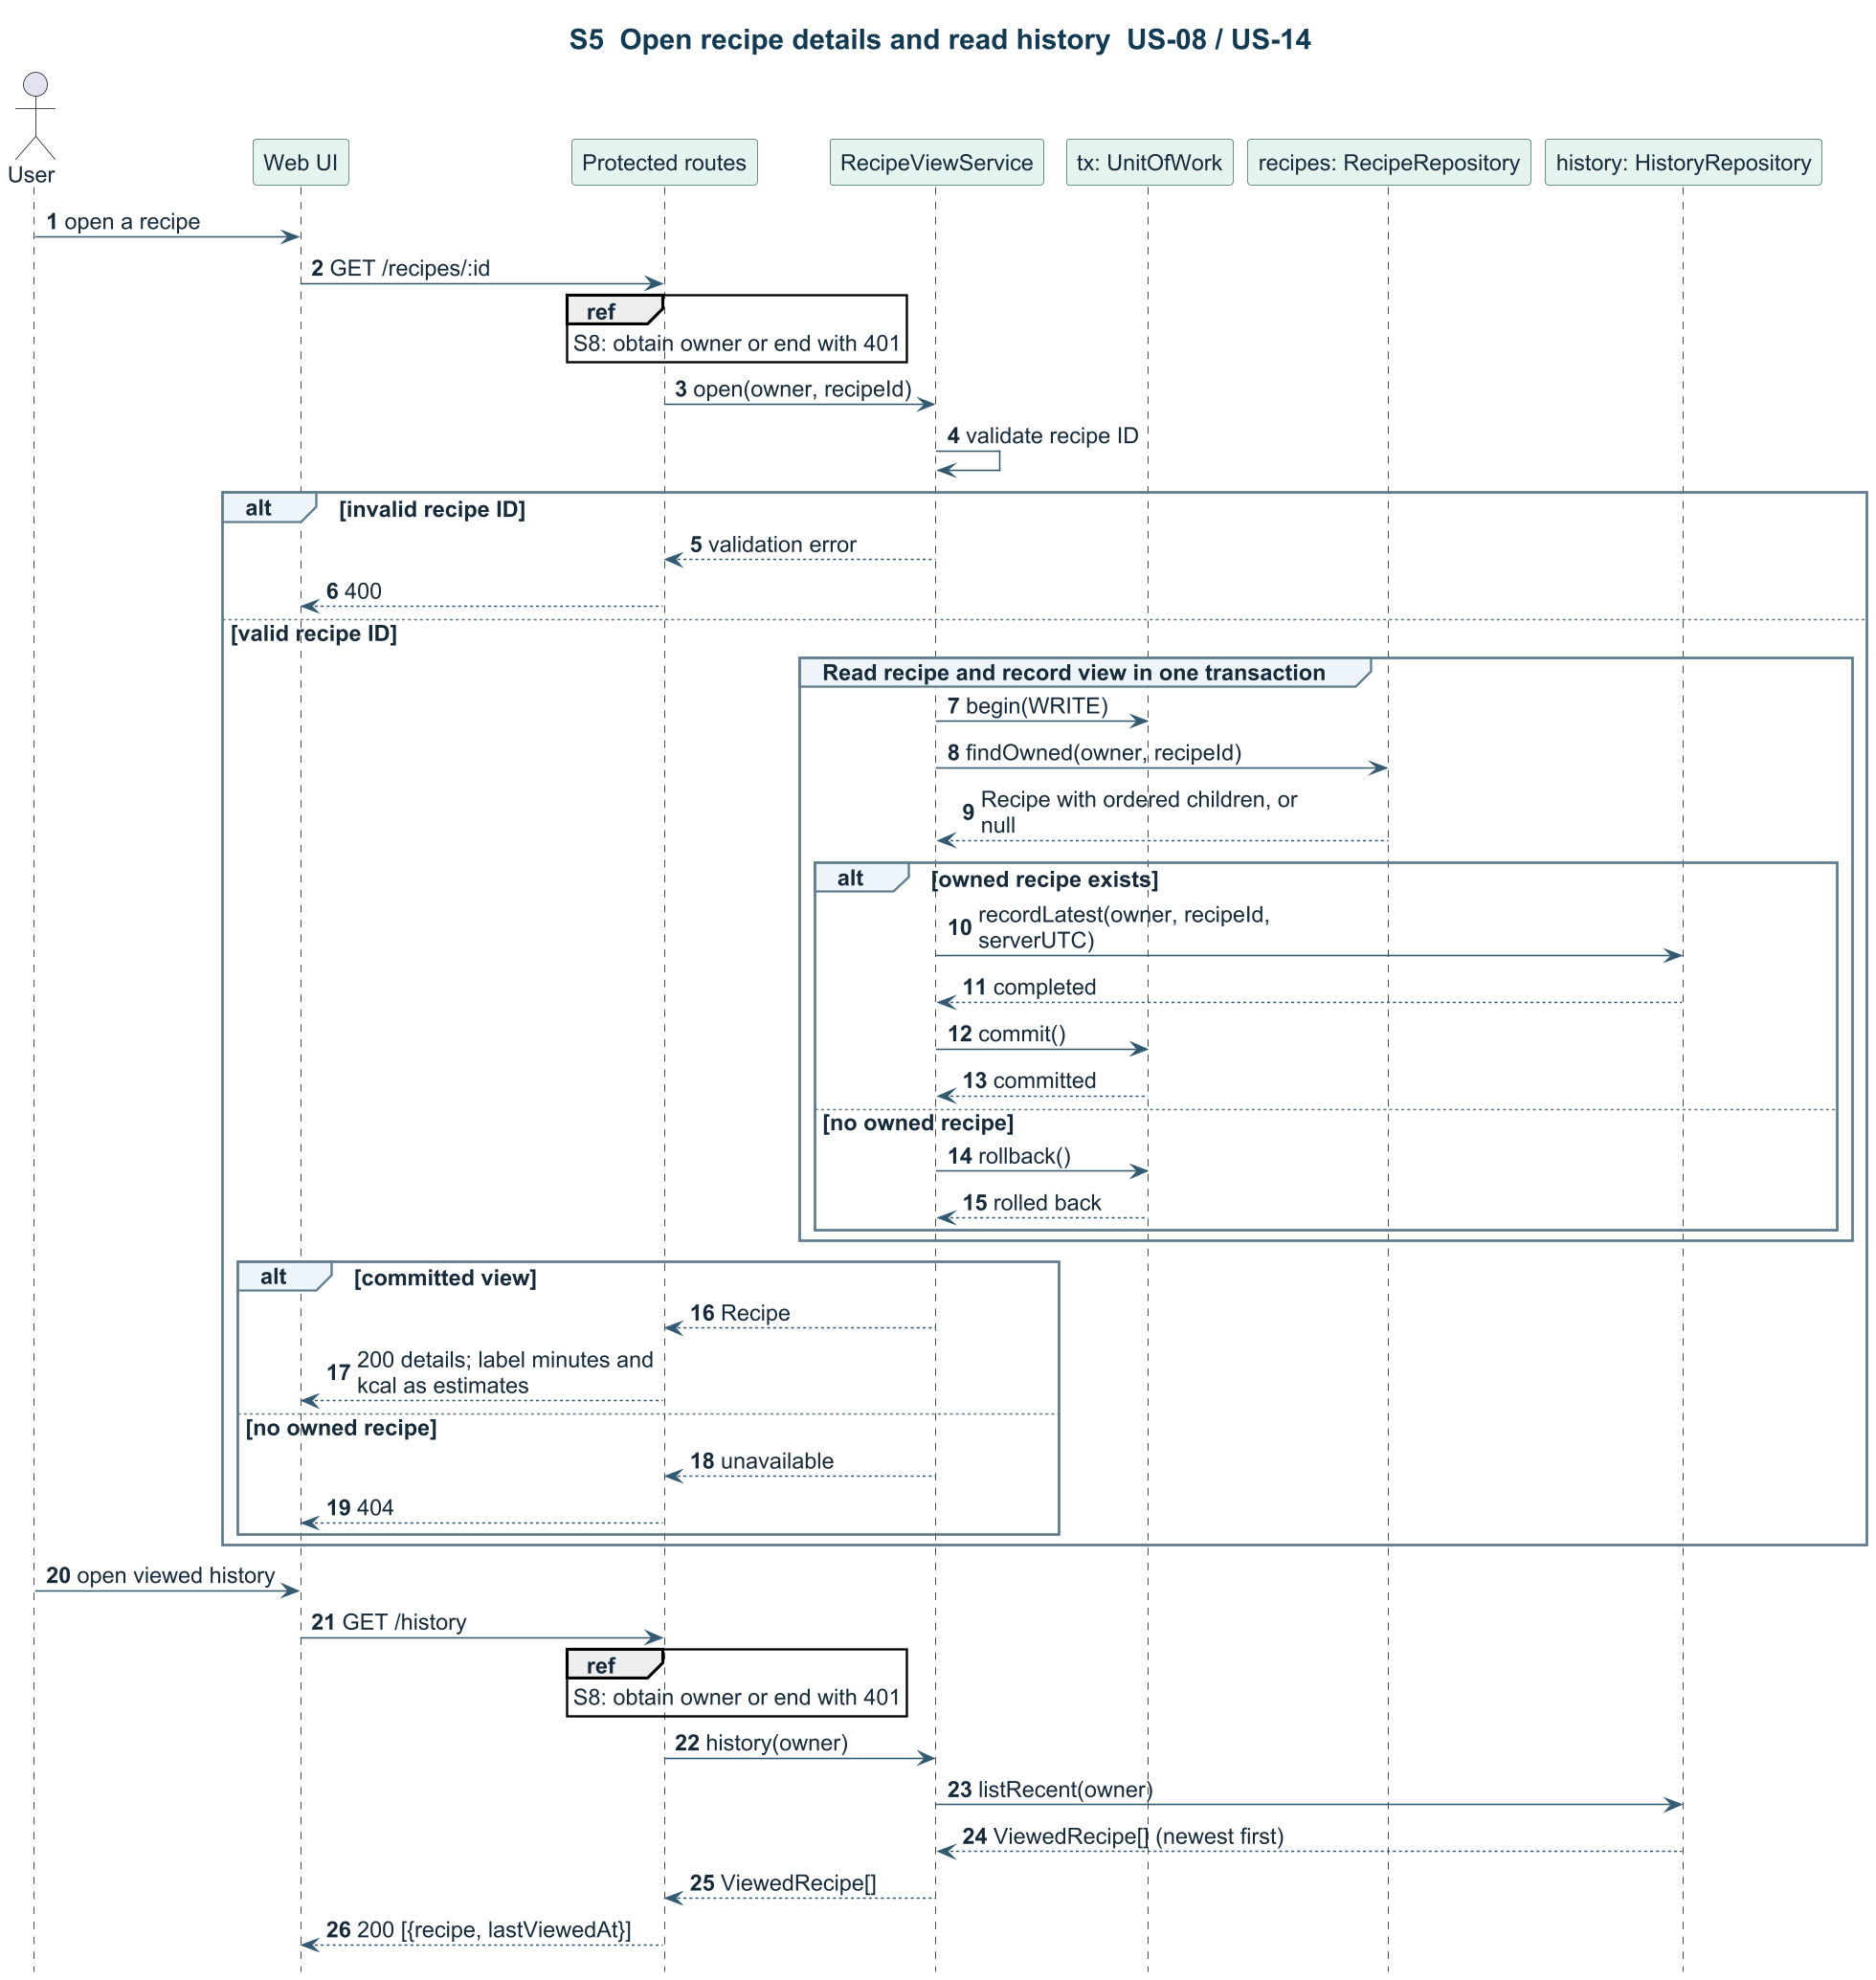 S5  Open recipe details and read history  US-08 / US-14
User
Web UI
Protected routes
RecipeViewService
tx: UnitOfWork
recipes: RecipeRepository
history: HistoryRepository
1 open a recipe
2 GET /recipes/:id
ref
S8: obtain owner or end with 401
3 open(owner, recipeId)
4 validate recipe ID
alt [invalid recipe ID]
5 validation error
6 400
[valid recipe ID]
Read recipe and record view in one transaction
7 begin(WRITE)
8 findOwned(owner, recipeId)
9 Recipe with ordered children, or
null
alt [owned recipe exists]
10 recordLatest(owner, recipeId,
serverUTC)
11 completed
12 commit()
13 committed
[no owned recipe]
14 rollback()
15 rolled back
alt [committed view]
16 Recipe
17 200 details; label minutes and
kcal as estimates
[no owned recipe]
18 unavailable
19 404
20 open viewed history
21 GET /history
ref
S8: obtain owner or end with 401
22 history(owner)
23 listRecent(owner)
24 ViewedRecipe[] (newest first)
25 ViewedRecipe[]
26 200 [{recipe, lastViewedAt}]